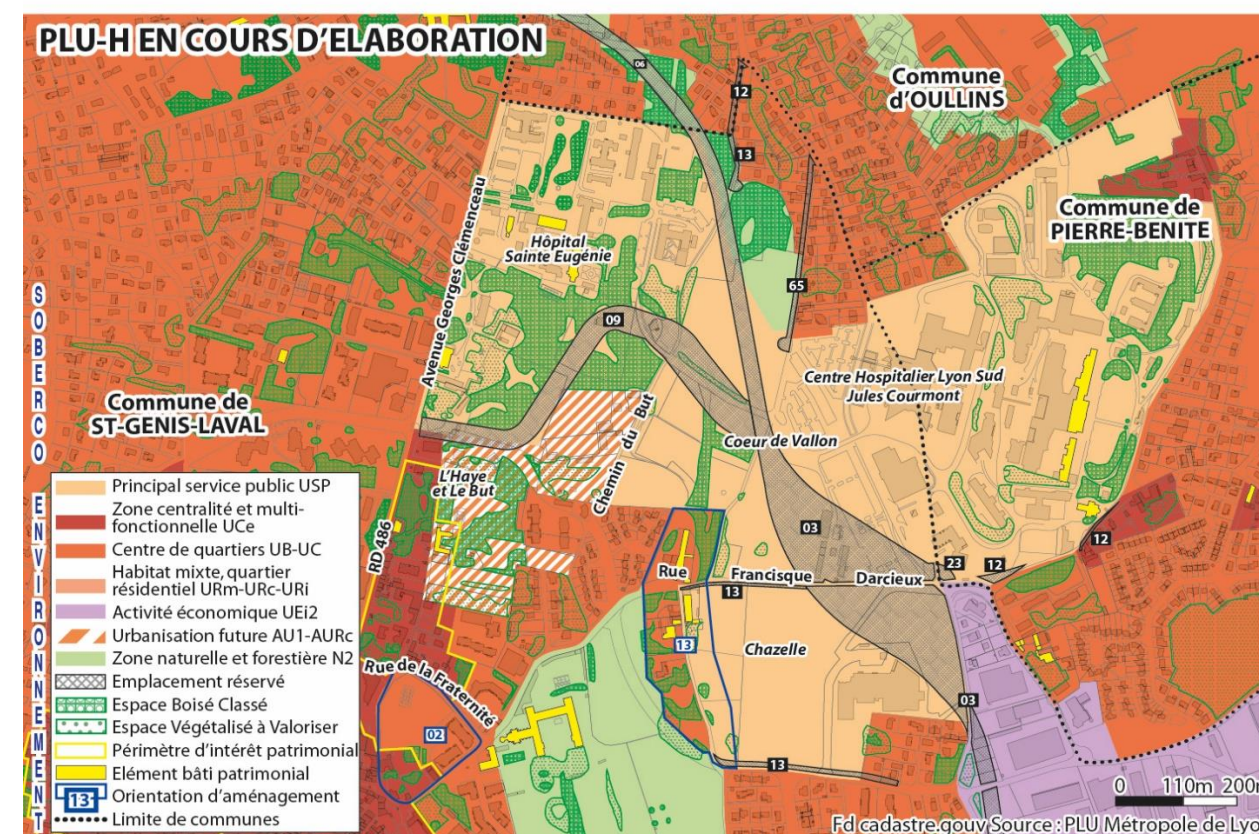 PLU-H EN COURS D'ELABORATION
06
12
Commune
d'OULLINS
13
Commune de
PIERRE-BENITE
Avenue Georges Clémenceau
Hôpital
Sainte Eugénie
65
09
Centre Hospitalier Lyon Sud
Jules Courmont
Commune de
ST-GENIS-LAVAL
Chemin du But
Coeur de Vallon
L'Haye
et Le But
SOBERCO ENVIRONNEMENT
RD 486
03
12
23
12
Rue Francisque Darcieux
13
13
Chazelle
Rue de la Fraternité
02
03
13
Principal service public USP
Zone centralité et multi-
fonctionnelle UCe
Centre de quartiers UB-UC
Habitat mixte, quartier
résidentiel URm-URc-URi
Activité économique UEi2
Urbanisation future AU1-AURc
Zone naturelle et forestière N2
Emplacement réservé
Espace Boisé Classé
Espace Végétalisé à Valoriser
Périmètre d'intérêt patrimonial
Elément bâti patrimonial
13 Orientation d'aménagement
Limite de communes
0 110m 200m
Fd cadastre.gouv Source : PLU Métropole de Lyo